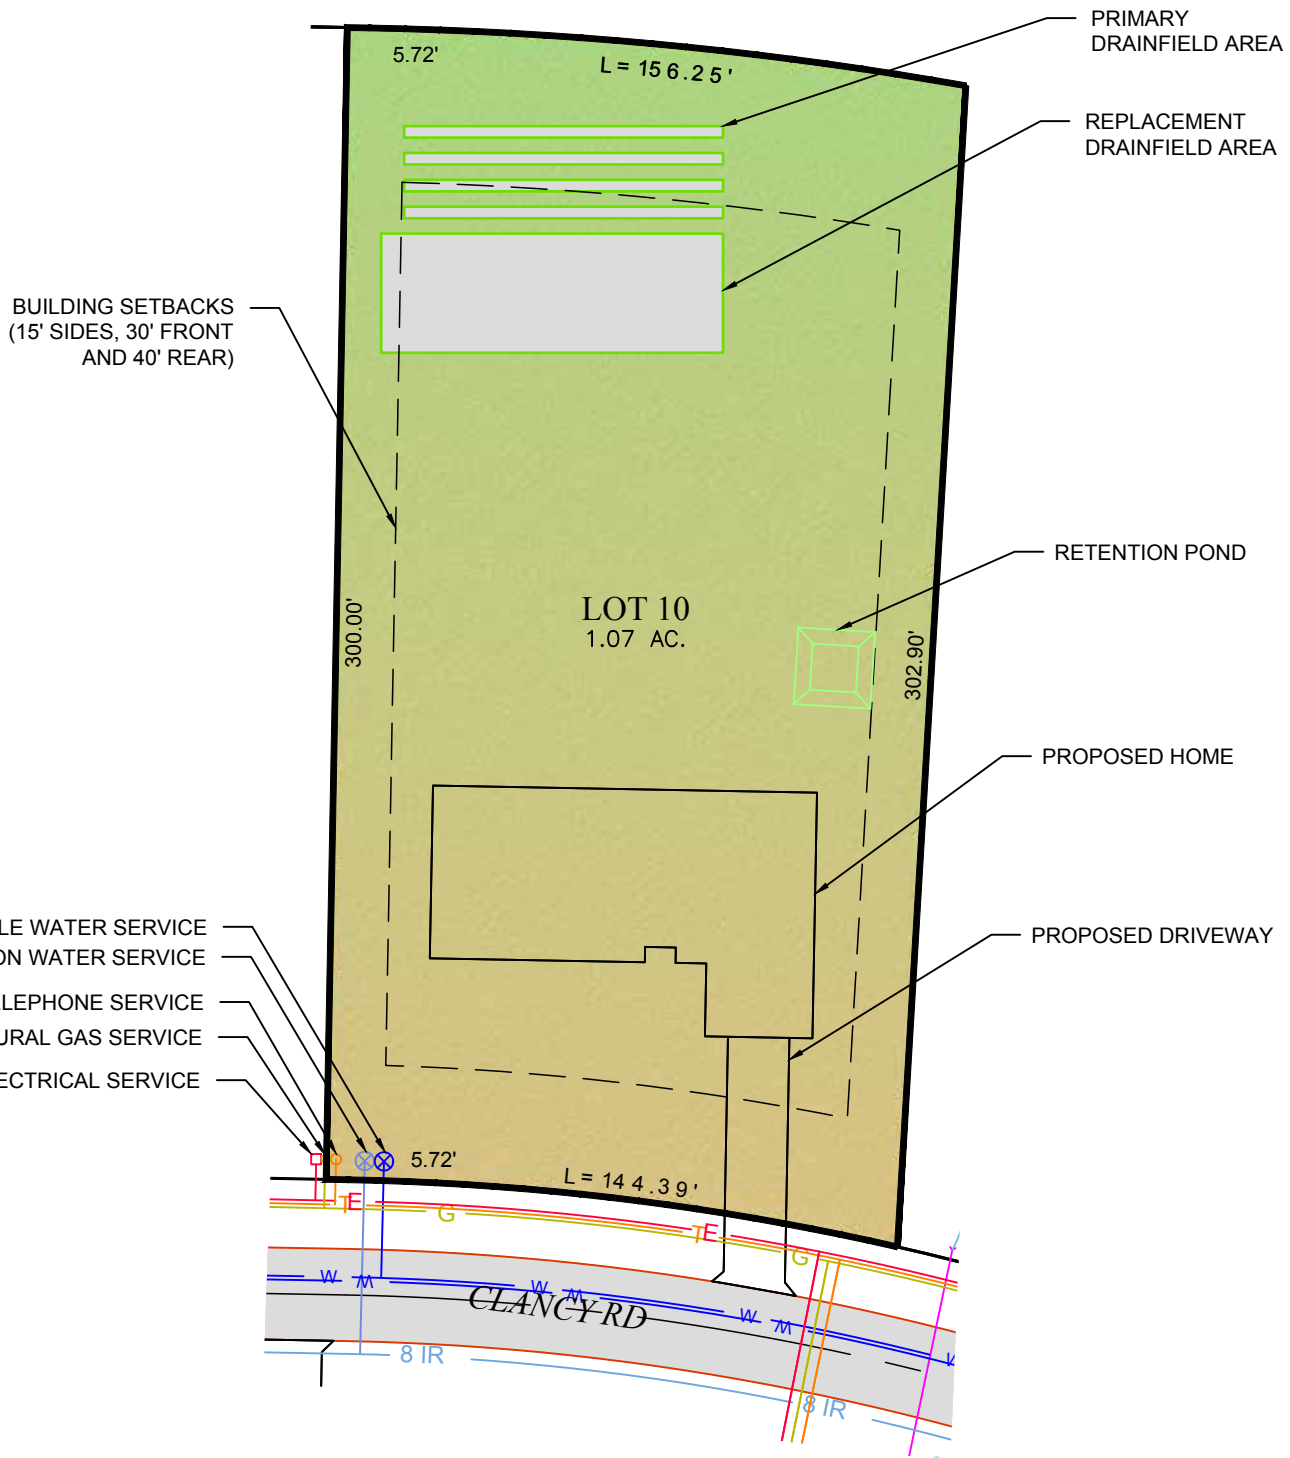 PRIMARY
DRAINFIELD AREA
5.72'
L = 156.25'
REPLACEMENT
DRAINFIELD AREA
BUILDING SETBACKS
(15' SIDES, 30' FRONT
AND 40' REAR)
RETENTION POND
LOT 10
1.07 AC.
300.00'
302.90'
PROPOSED HOME
LE WATER SERVICE
ON WATER SERVICE
PROPOSED DRIVEWAY
ELEPHONE SERVICE
URAL GAS SERVICE
ECTRICAL SERVICE
5.72'
L = 144.39'
T E
G
T E
G
W W
W W
W W
W
CLANCY RD
8 IR
8 IR